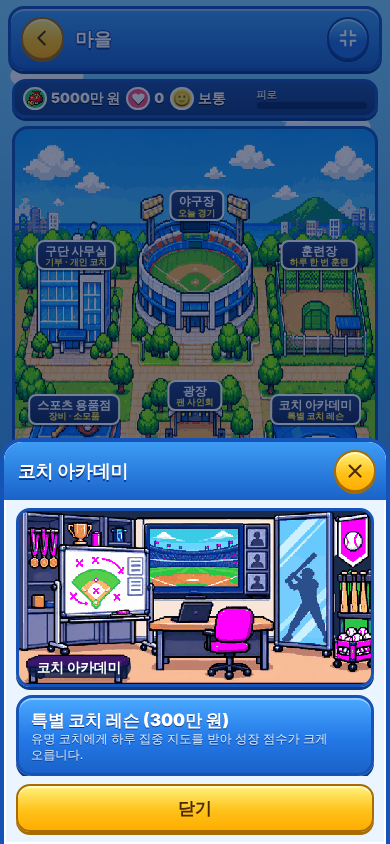 마을
5000만 원 0 보통 피로
야구장
오늘 경기
구단 사무실
기부 · 개인 코치
훈련장
하루 한 번 훈련
스포츠 용품점
장비 · 소모품
광장
팬 사인회
코치 아카데미
특별 코치 레슨
코치 아카데미
코치 아카데미
특별 코치 레슨 (300만 원)
유명 코치에게 하루 집중 지도를 받아 성장 점수가 크게
오릅니다.
닫기